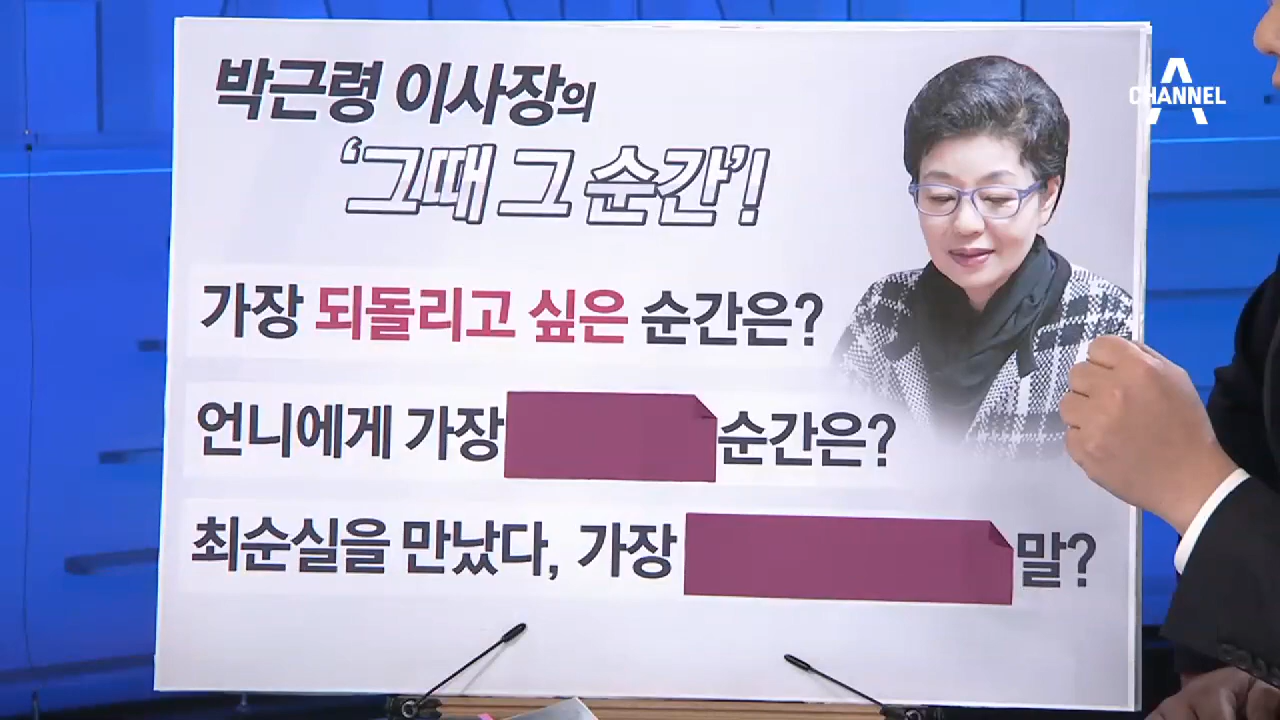 박근령 이사장의
'그때 그 순간'!
가장 되돌리고 싶은 순간은?
언니에게 가장 순간은?
최순실을 만났다, 가장 말?
CHANNEL A